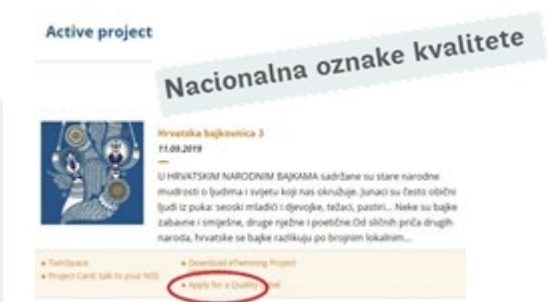 Active project
Nacionalna oznake kvalitete
Hrvatska bajkovnica 3
11.09.2019
U HRVATSKIM NARODNIM BAJKAMA sadržane su stare narodne
mudrosti o ljudima i svijetu koji nas okružuje. Junaci su često obični
ljudi iz puka: seoski mladići i djevojke, težaci, pastiri... Neke su bajke
zabavne i smiješne, druge nježne i poetične.Od sličnih priča drugih
naroda, hrvatske se bajke razlikuju po brojnim lokalnim...
TwinSpace
Project Card: talk to your NSS
Download eTwinning Project
Apply for a Quality